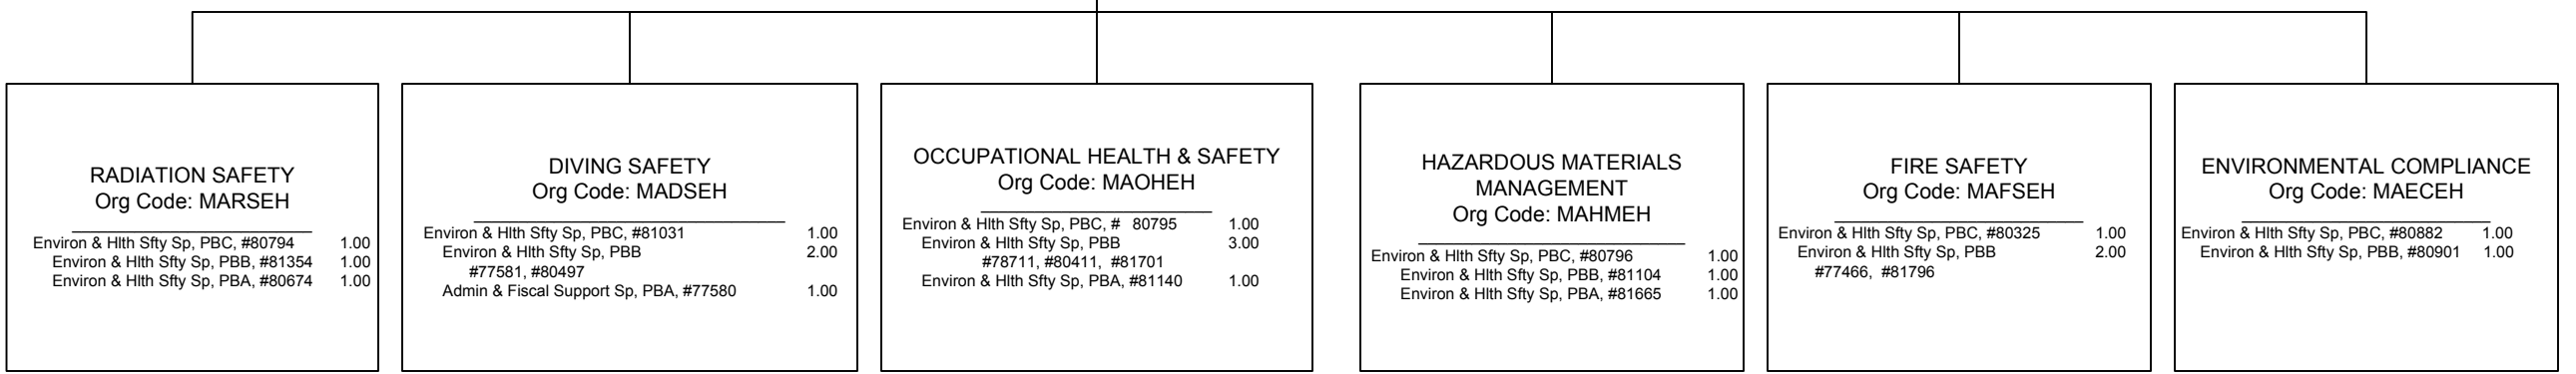 RADIATION SAFETY
Org Code: MARSEH
Environ & Hlth Sfty Sp, PBC, #80794 1.00
Environ & Hlth Sfty Sp, PBB, #81354 1.00
Environ & Hlth Sfty Sp, PBA, #80674 1.00
DIVING SAFETY
Org Code: MADSEH
Environ & Hlth Sfty Sp, PBC, #81031 1.00
Environ & Hlth Sfty Sp, PBB 2.00
#77581, #80497
Admin & Fiscal Support Sp, PBA, #77580 1.00
OCCUPATIONAL HEALTH & SAFETY
Org Code: MAOHEH
Environ & Hlth Sfty Sp, PBC, # 80795 1.00
Environ & Hlth Sfty Sp, PBB 3.00
#78711, #80411, #81701
Environ & Hlth Sfty Sp, PBA, #81140 1.00
HAZARDOUS MATERIALS
MANAGEMENT
Org Code: MAHMEH
Environ & Hlth Sfty Sp, PBC, #80796 1.00
Environ & Hlth Sfty Sp, PBB, #81104 1.00
Environ & Hlth Sfty Sp, PBA, #81665 1.00
FIRE SAFETY
Org Code: MAFSEH
Environ & Hlth Sfty Sp, PBC, #80325 1.00
Environ & Hlth Sfty Sp, PBB 2.00
#77466, #81796
ENVIRONMENTAL COMPLIANCE
Org Code: MAECEH
Environ & Hlth Sfty Sp, PBC, #80882 1.00
Environ & Hlth Sfty Sp, PBB, #80901 1.00